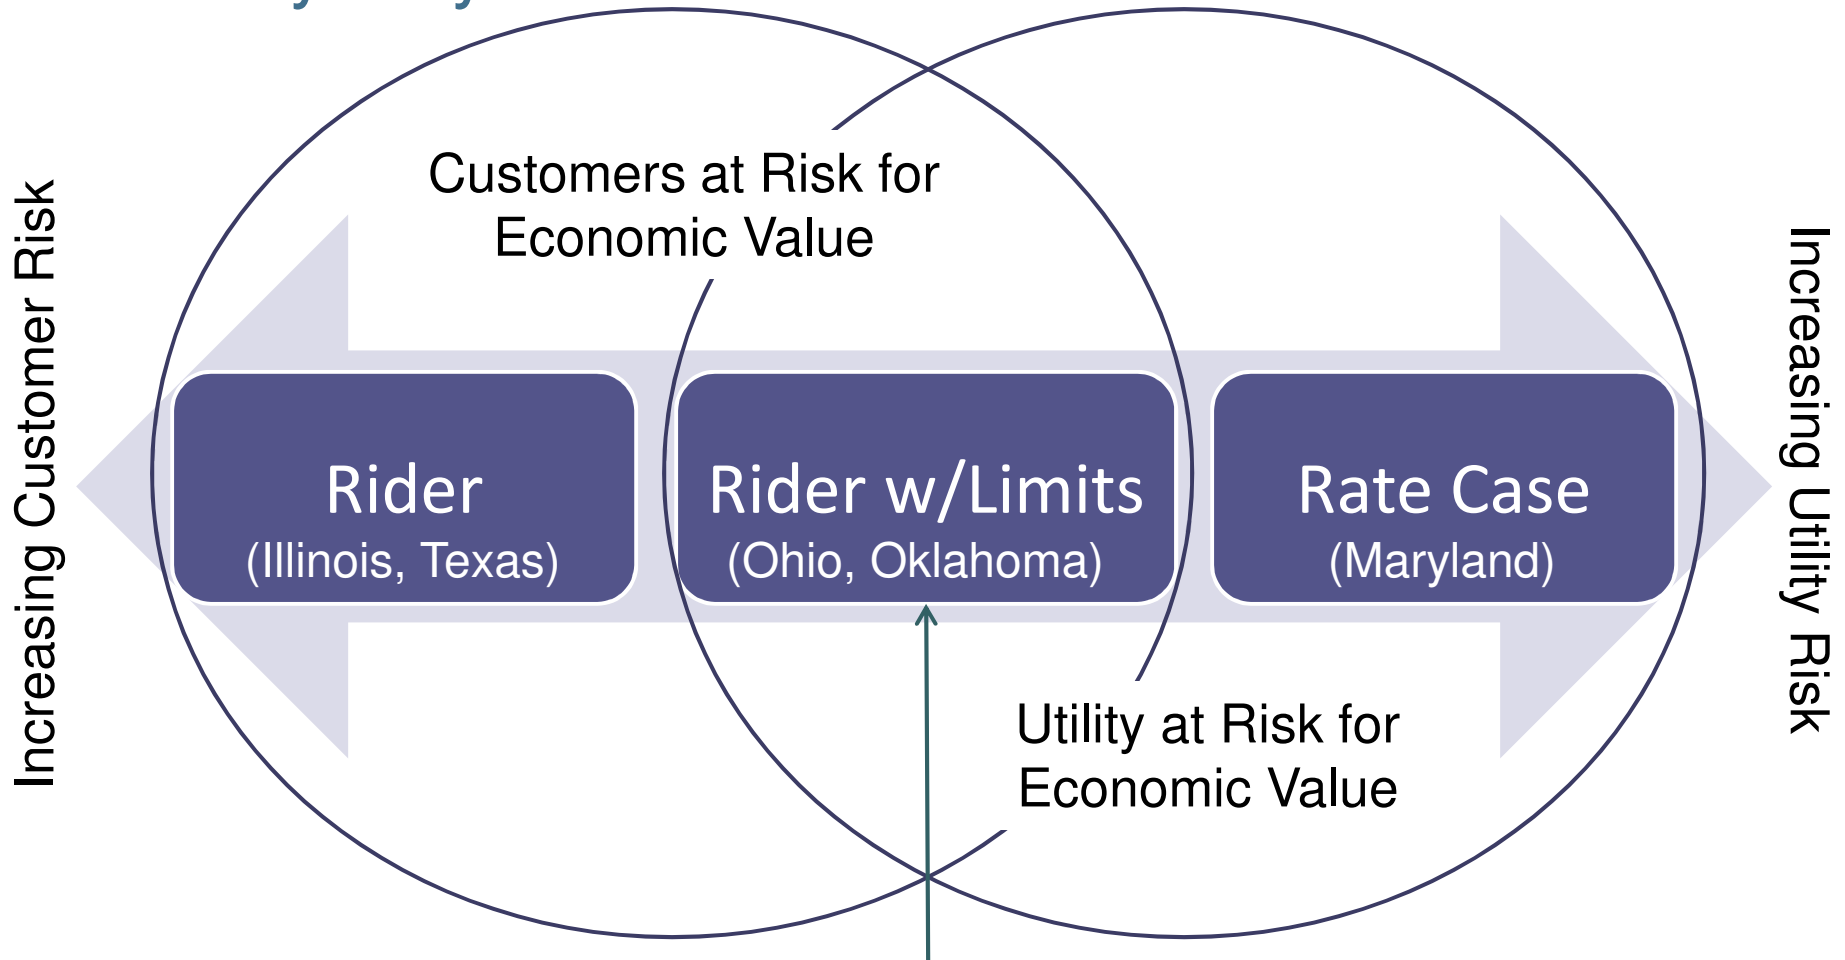 Customers at Risk for
Economic Value
Increasing Customer Risk
Rider
(Illinois, Texas)
Rider w/Limits
(Ohio, Oklahoma)
Rate Case
(Maryland)
Increasing Utility Risk
Utility at Risk for
Economic Value